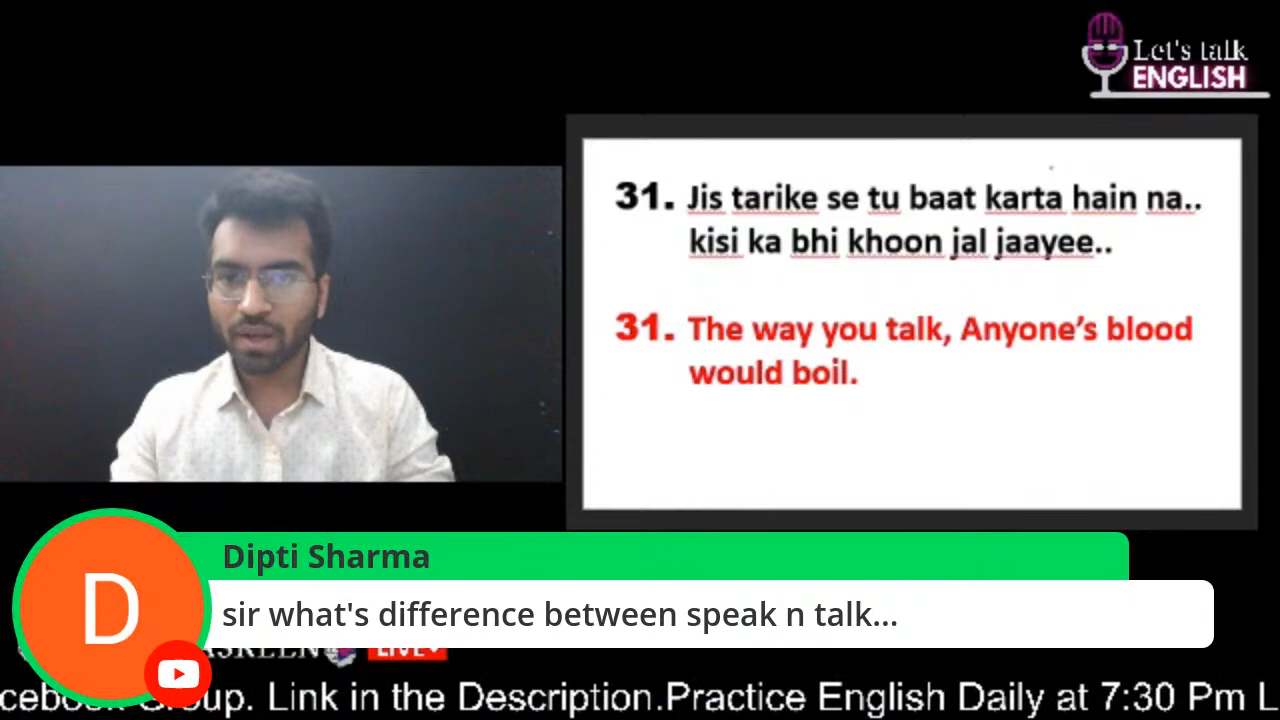 Let's talk
ENGLISH
31. Jis tarike se tu baat karta hain na..
kisi ka bhi khoon jal jaayee..
31. The way you talk, Anyone’s blood
would boil.
Dipti Sharma
D
sir what's difference between speak n talk...
LIVE
Group. Link in the Description.Practice English Daily at 7:30 Pm L